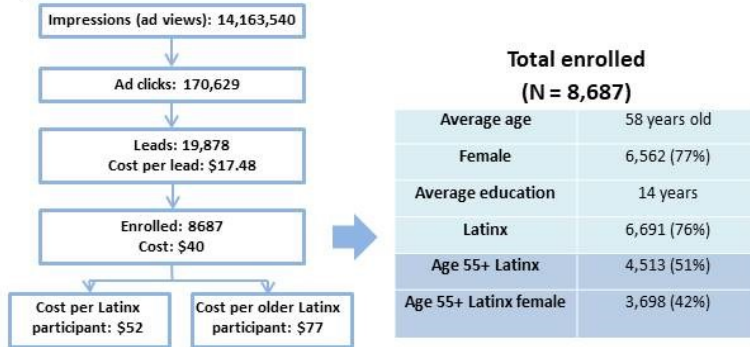 Impressions (ad views): 14,163,540
Ad clicks: 170,629
Leads: 19,878
Cost per lead: $17.48
Enrolled: 8687
Cost: $40
Cost per Latinx
participant: $52
Cost per older Latinx
participant: $77
Total enrolled
(N = 8,687)
Average age 58 years old
Female 6,562 (77%)
Average education 14 years
Latinx 6,691 (76%)
Age 55+ Latinx 4,513 (51%)
Age 55+ Latinx female 3,698 (42%)